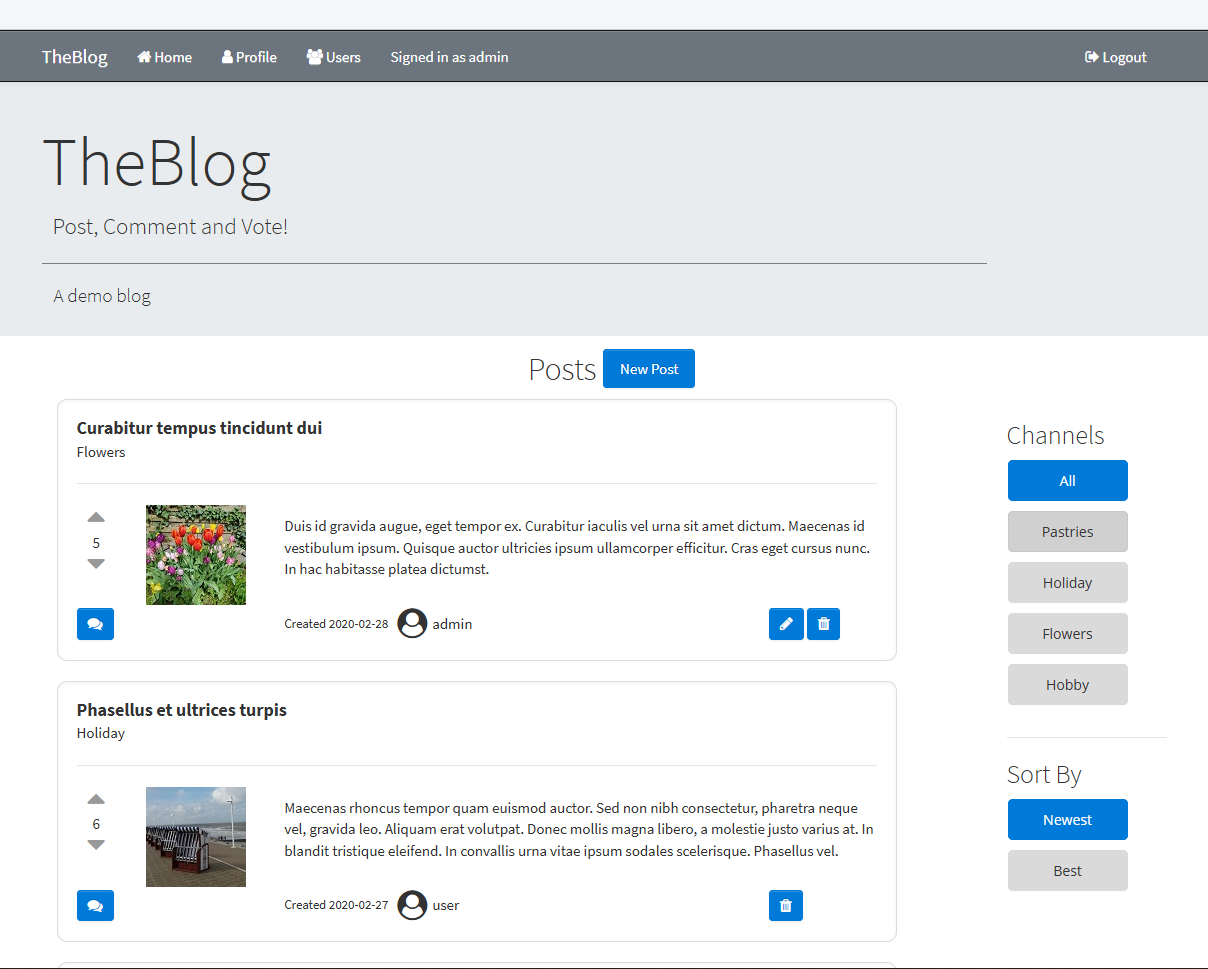 TheBlog Home Profile Users Signed in as admin Logout
TheBlog
Post, Comment and Vote!
A demo blog
Posts New Post
Curabitur tempus tincidunt dui
Flowers
5
Duis id gravida augue, eget tempor ex. Curabitur iaculis vel urna sit amet dictum. Maecenas id
vestibulum ipsum. Quisque auctor ultricies ipsum ullamcorper efficitur. Cras eget cursus nunc.
In hac habitasse platea dictumst.
Created 2020-02-28 admin
Phasellus et ultrices turpis
Holiday
6
Maecenas rhoncus tempor quam euismod auctor. Sed non nibh consectetur, pharetra neque
vel, gravida leo. Aliquam erat volutpat. Donec mollis magna libero, a molestie justo varius at. In
blandit tristique eleifend. In convallis urna vitae ipsum sodales scelerisque. Phasellus vel.
Created 2020-02-27 user
Channels
All
Pastries
Holiday
Flowers
Hobby
Sort By
Newest
Best